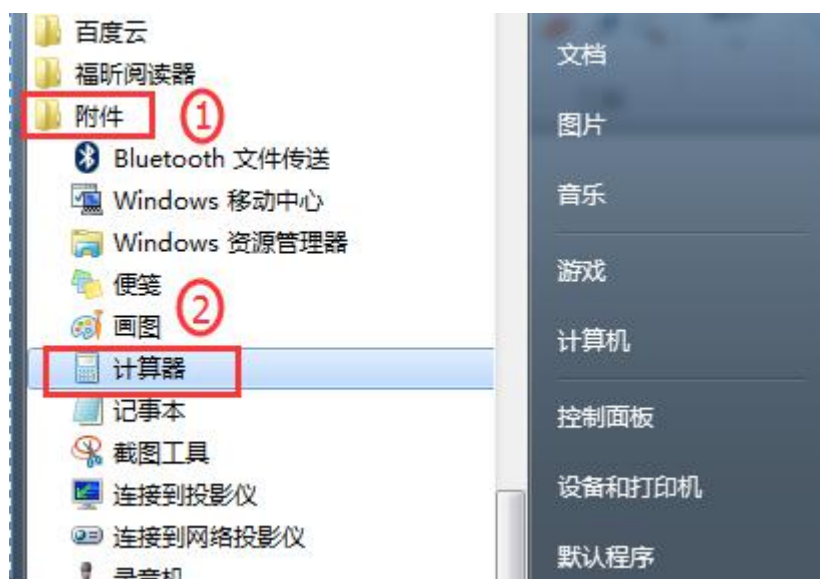 百度云
福昕阅读器
附件
①
Bluetooth 文件传送
Windows 移动中心
Windows 资源管理器
便笺
②
画图
计算器
记事本
截图工具
连接到投影仪
连接到网络投影仪
录音机
文档
图片
音乐
游戏
计算机
控制面板
设备和打印机
默认程序